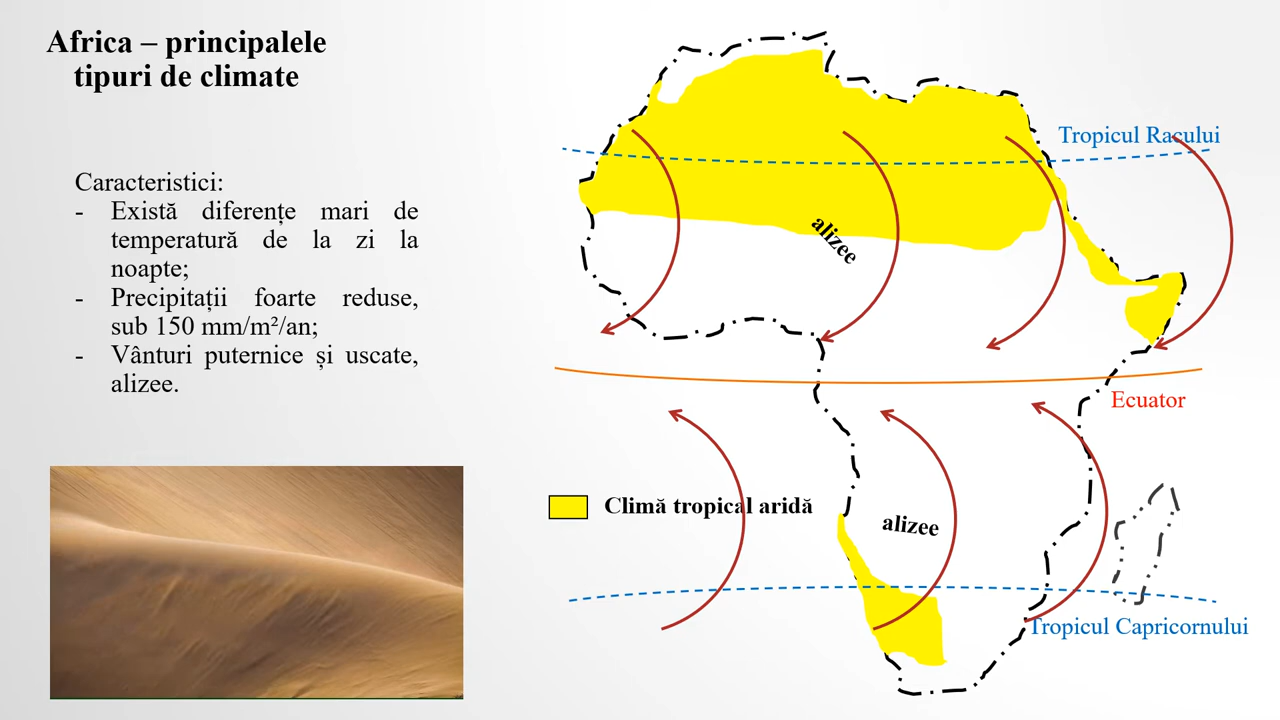 Africa – principalele
tipuri de climate
Caracteristici:
- Există diferențe mari de
temperatură de la zi la
noapte;
- Precipitații foarte reduse,
sub 150 mm/m²/an;
- Vânturi puternice și uscate,
alizee.
Tropicul Racului
alizee
Ecuator
Climă tropical aridă
alizee
Tropicul Capricornului